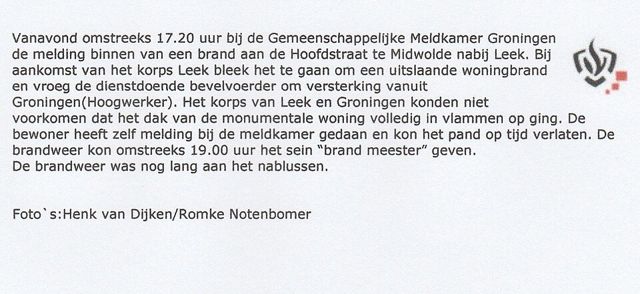 Vanavond omstreeks 17.20 uur bij de Gemeenschappelijke Meldkamer Groningen
de melding binnen van een brand aan de Hoofdstraat te Midwolde nabij Leek. Bij
aankomst van het korps Leek bleek het te gaan om een uitslaande woningbrand
en vroeg de dienstdoende bevelvoerder om versterking vanuit
Groningen(Hoogwerker). Het korps van Leek en Groningen konden niet
voorkomen dat het dak van de monumentale woning volledig in vlammen op ging. De
bewoner heeft zelf melding bij de meldkamer gedaan en kon het pand op tijd verlaten. De
brandweer kon omstreeks 19.00 uur het sein “brand meester” geven.
De brandweer was nog lang aan het nablussen.
Foto`s:Henk van Dijken/Romke Notenbomer